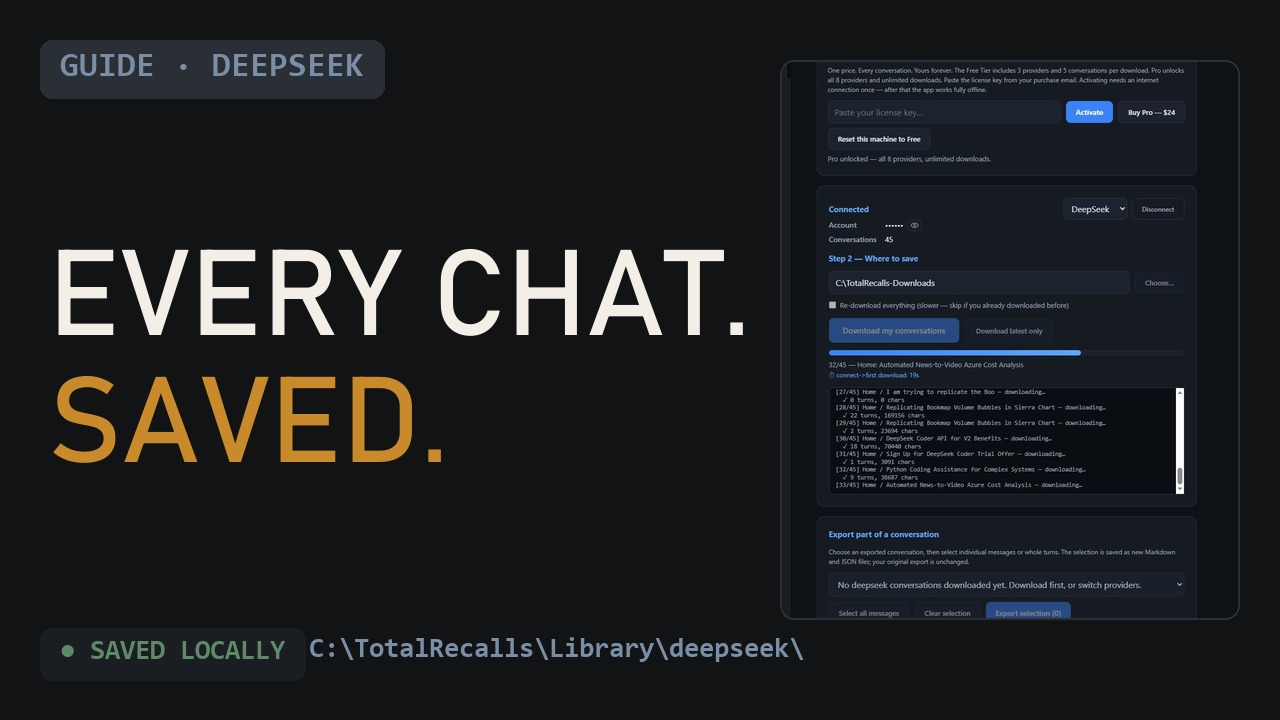 GUIDE · DEEPSEEK
EVERY CHAT.
SAVED.
● SAVED LOCALLY
C:\TotalRecalls\Library\deepseek\
One price. Every conversation. Yours forever. The Free Tier includes 3 providers and 5 conversations per download. Pro unlocks
all 8 providers and unlimited downloads. Paste the license key from your purchase email. Activating needs an internet
connection once — after that the app works fully offline.
Paste your license key...
Activate
Buy Pro — $24
Reset this machine to Free
Pro unlocked — all 8 providers, unlimited downloads.
Connected
DeepSeek
Disconnect
Account ••••••
Conversations 45
Step 2 — Where to save
C:\TotalRecalls-Downloads
Choose...
Re-download everything (slower — skip if you already downloaded before)
Download my conversations
Download latest only
32/45 — Home: Automated News-to-Video Azure Cost Analysis
⏱ connect->first download: 19s
[27/45] Home / I am trying to replicate the Boo — downloading…
✓ 0 turns, 0 chars
[28/45] Home / Replicating Bookmap Volume Bubbles in Sierra Chart — downloading…
✓ 22 turns, 169156 chars
[29/45] Home / Replicating Bookmap Volume Bubbles in Sierra Chart — downloading…
✓ 2 turns, 23694 chars
[30/45] Home / DeepSeek Coder API for V2 Benefits — downloading…
✓ 18 turns, 70440 chars
[31/45] Home / Sign Up for DeepSeek Coder Trial Offer — downloading…
✓ 1 turns, 3091 chars
[32/45] Home / Python Coding Assistance for Complex Systems — downloading…
✓ 9 turns, 38687 chars
[33/45] Home / Automated News-to-Video Azure Cost Analysis — downloading…
Export part of a conversation
Choose an exported conversation, then select individual messages or whole turns. The selection is saved as new Markdown
and JSON files; your original export is unchanged.
No deepseek conversations downloaded yet. Download first, or switch providers.
Select all messages
Clear selection
Export selection (0)